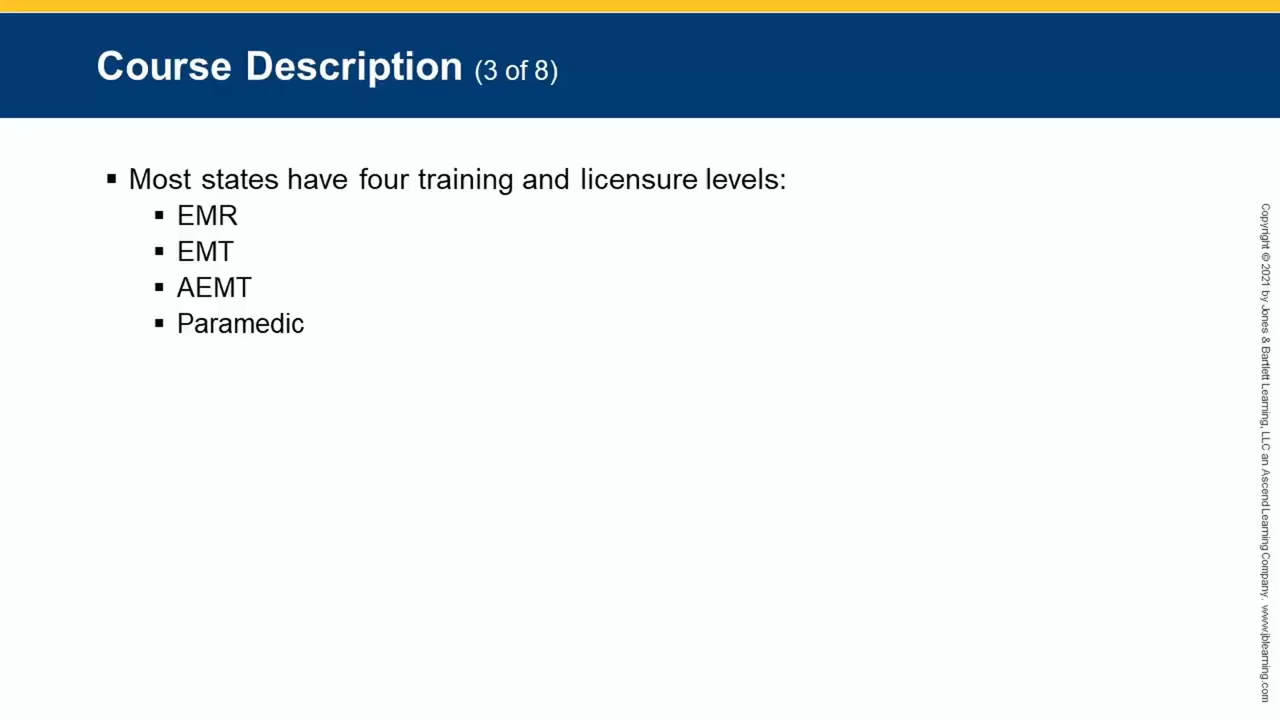 Course Description (3 of 8)
▪ Most states have four training and licensure levels:
▪ EMR
▪ EMT
▪ AEMT
▪ Paramedic
Copyright © 2021 by Jones & Bartlett Learning, LLC an Ascend Learning Company. www.jblearning.com